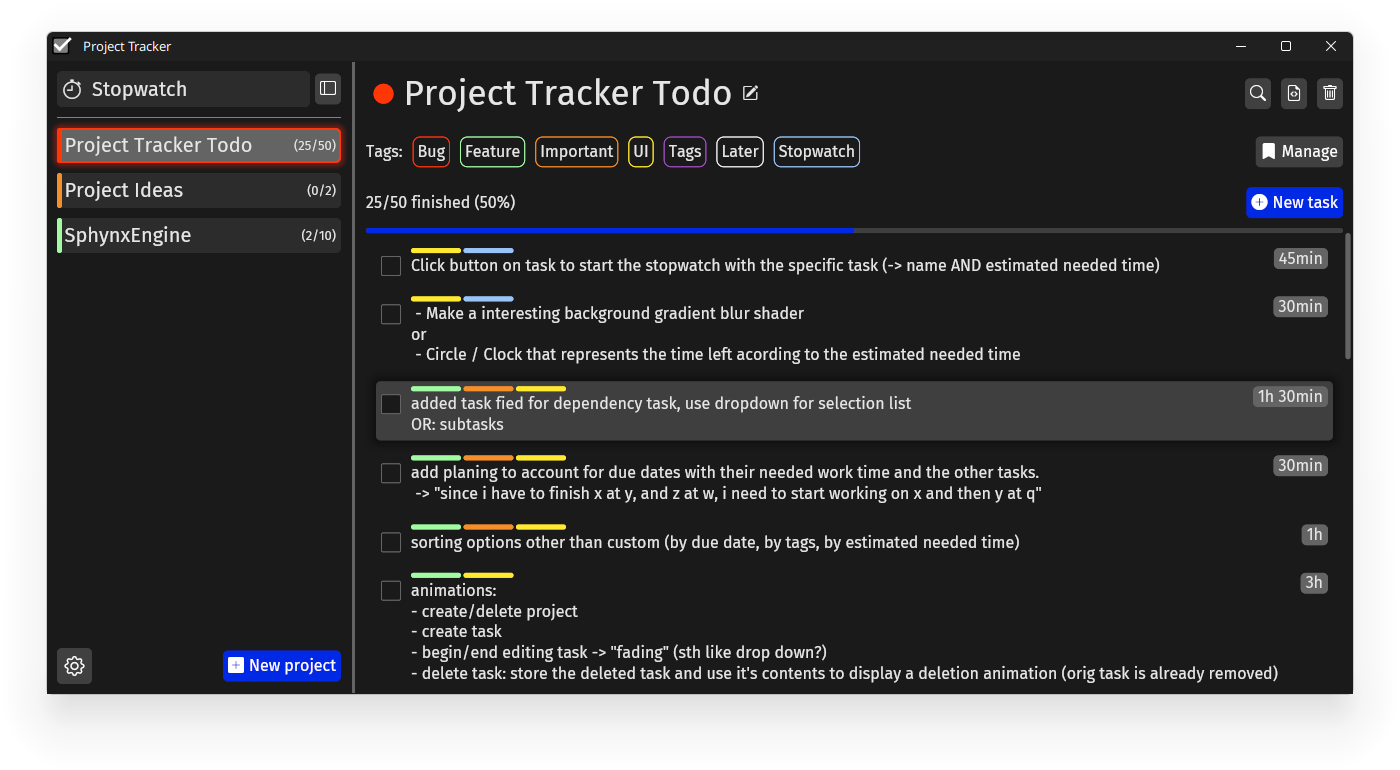 Project Tracker
Stopwatch
Project Tracker Todo (25/50)
Project Ideas (0/2)
SphynxEngine (2/10)
New project
Project Tracker Todo
Tags: Bug Feature Important UI Tags Later Stopwatch
Manage
25/50 finished (50%)
New task
Click button on task to start the stopwatch with the specific task (-> name AND estimated needed time)
45min
- Make a interesting background gradient blur shader
30min
or
- Circle / Clock that represents the time left acording to the estimated needed time
added task fied for dependency task, use dropdown for selection list
1h 30min
OR: subtasks
add planing to account for due dates with their needed work time and the other tasks.
30min
-> "since i have to finish x at y, and z at w, i need to start working on x and then y at q"
sorting options other than custom (by due date, by tags, by estimated needed time)
1h
animations:
3h
- create/delete project
- create task
- begin/end editing task -> "fading" (sth like drop down?)
- delete task: store the deleted task and use it's contents to display a deletion animation (orig task is already removed)